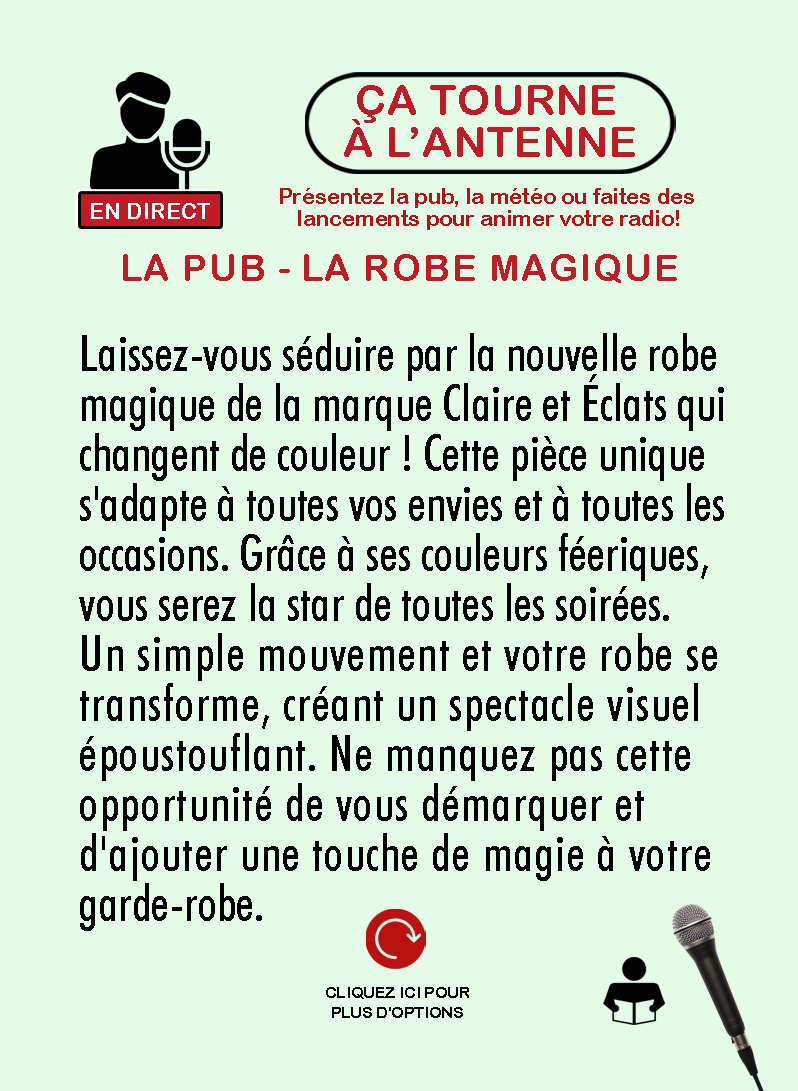 ÇA TOURNE
À L’ANTENNE
EN DIRECT
Présentez la pub, la météo ou faites des
lancements pour animer votre radio!
LA PUB - LA ROBE MAGIQUE
Laissez-vous séduire par la nouvelle robe
magique de la marque Claire et Éclats qui
changent de couleur ! Cette pièce unique
s'adapte à toutes vos envies et à toutes les
occasions. Grâce à ses couleurs féeriques,
vous serez la star de toutes les soirées.
Un simple mouvement et votre robe se
transforme, créant un spectacle visuel
époustouflant. Ne manquez pas cette
opportunité de vous démarquer et
d'ajouter une touche de magie à votre
garde-robe.
CLIQUEZ ICI POUR
PLUS D'OPTIONS